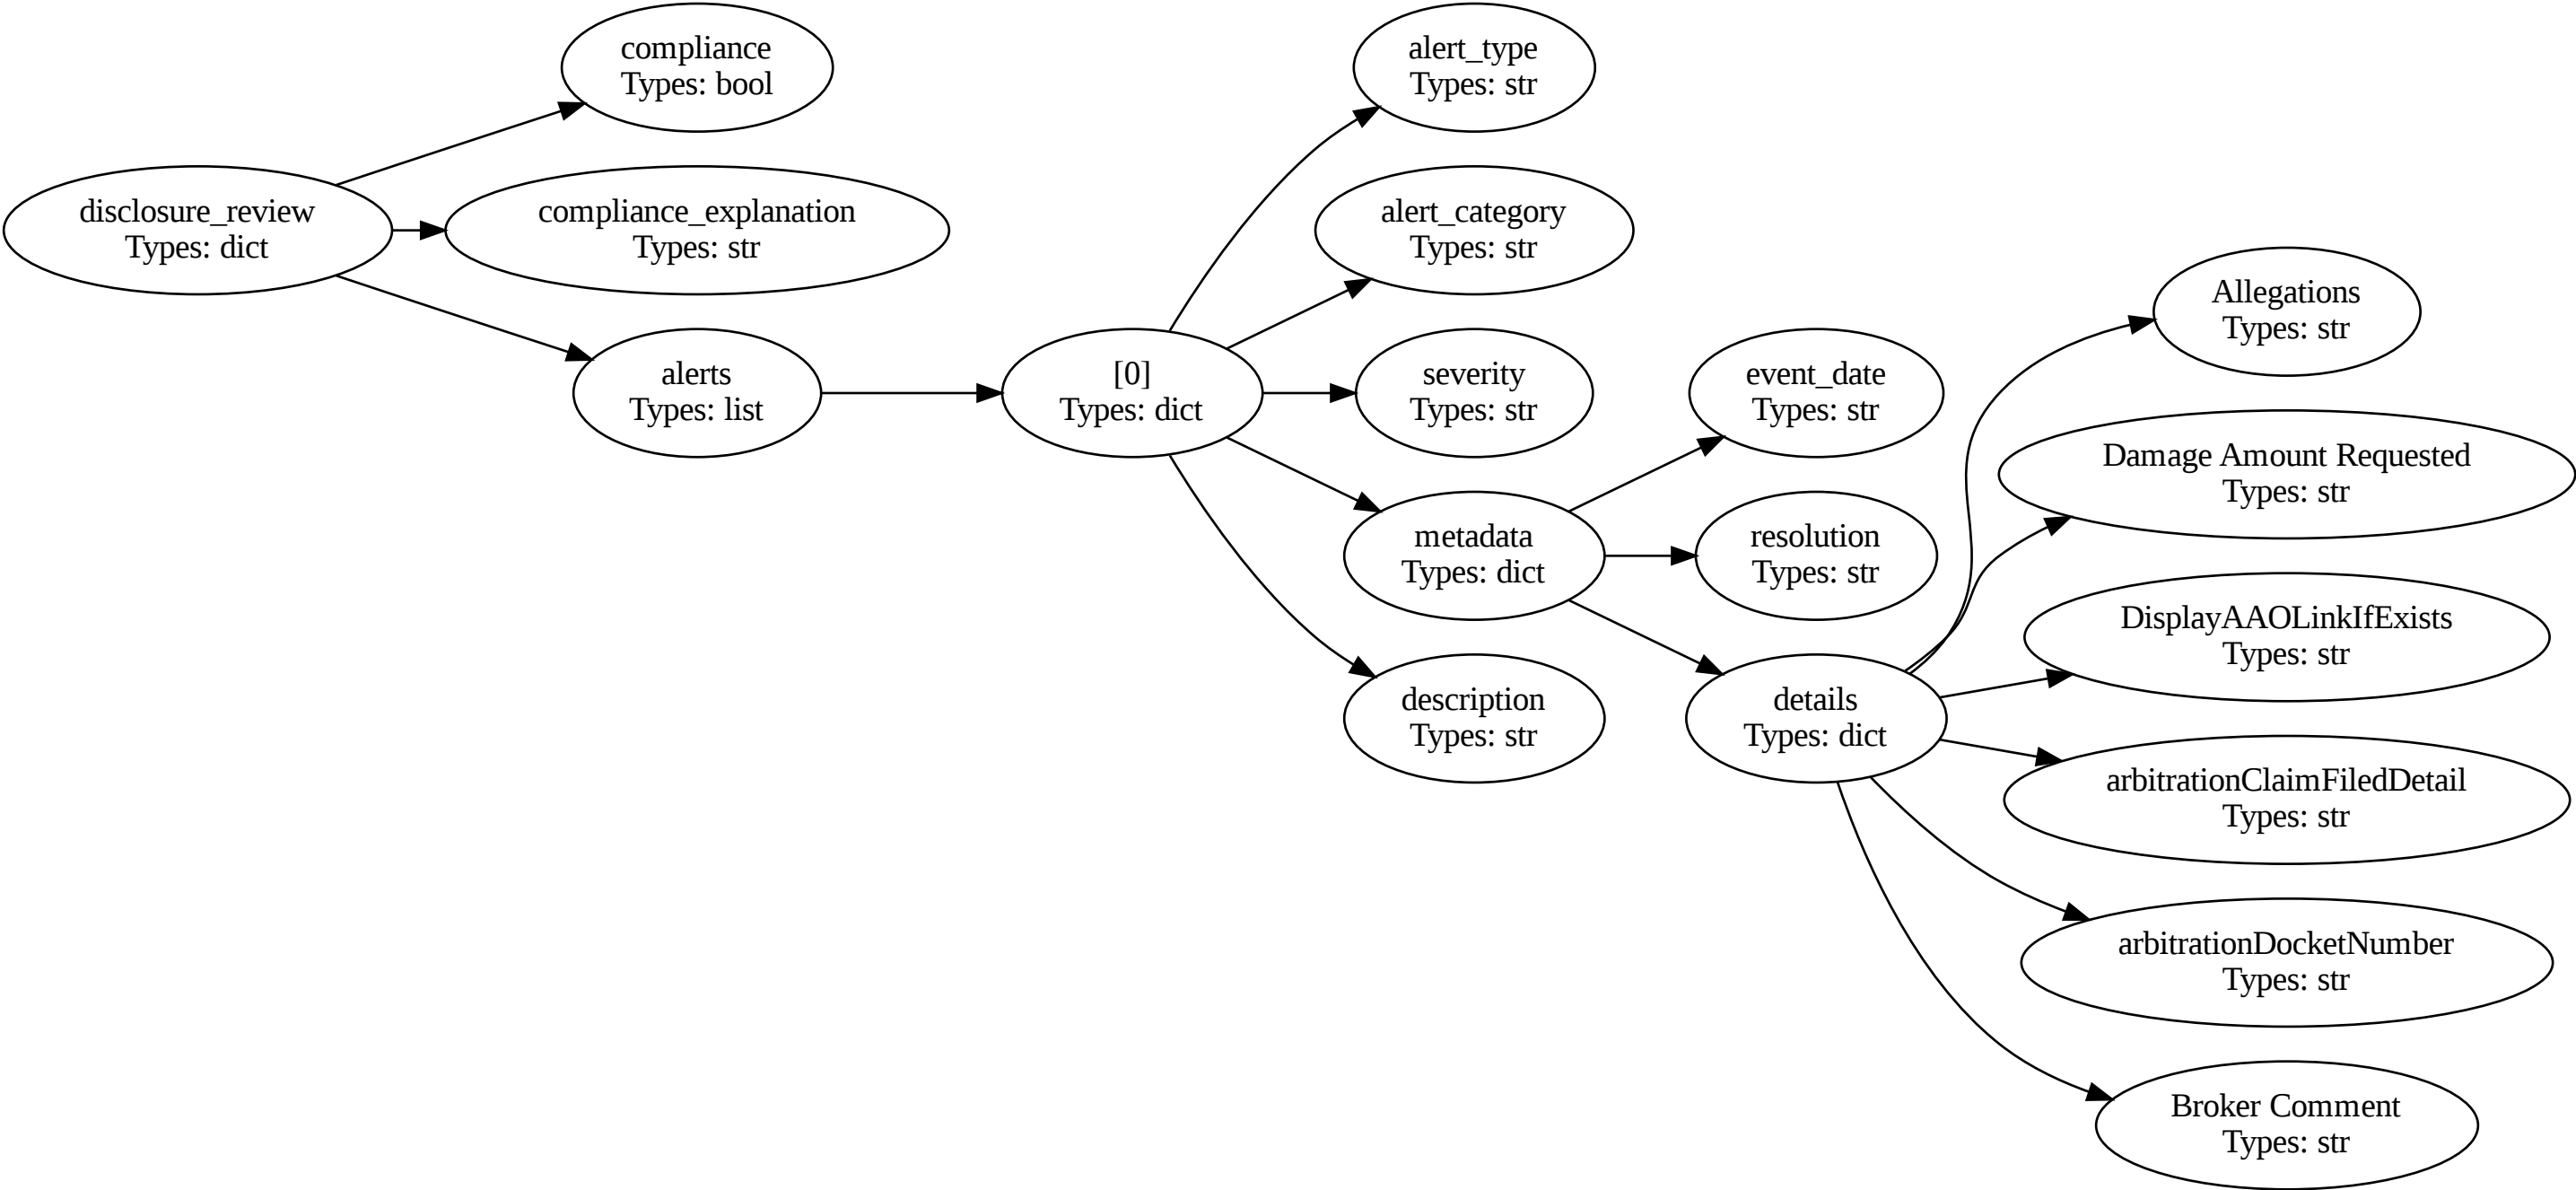 disclosure_review
Types: dict
compliance
Types: bool
compliance_explanation
Types: str
alerts
Types: list
[0]
Types: dict
alert_type
Types: str
alert_category
Types: str
severity
Types: str
metadata
Types: dict
description
Types: str
event_date
Types: str
resolution
Types: str
details
Types: dict
Allegations
Types: str
Damage Amount Requested
Types: str
DisplayAAOLinkIfExists
Types: str
arbitrationClaimFiledDetail
Types: str
arbitrationDocketNumber
Types: str
Broker Comment
Types: str